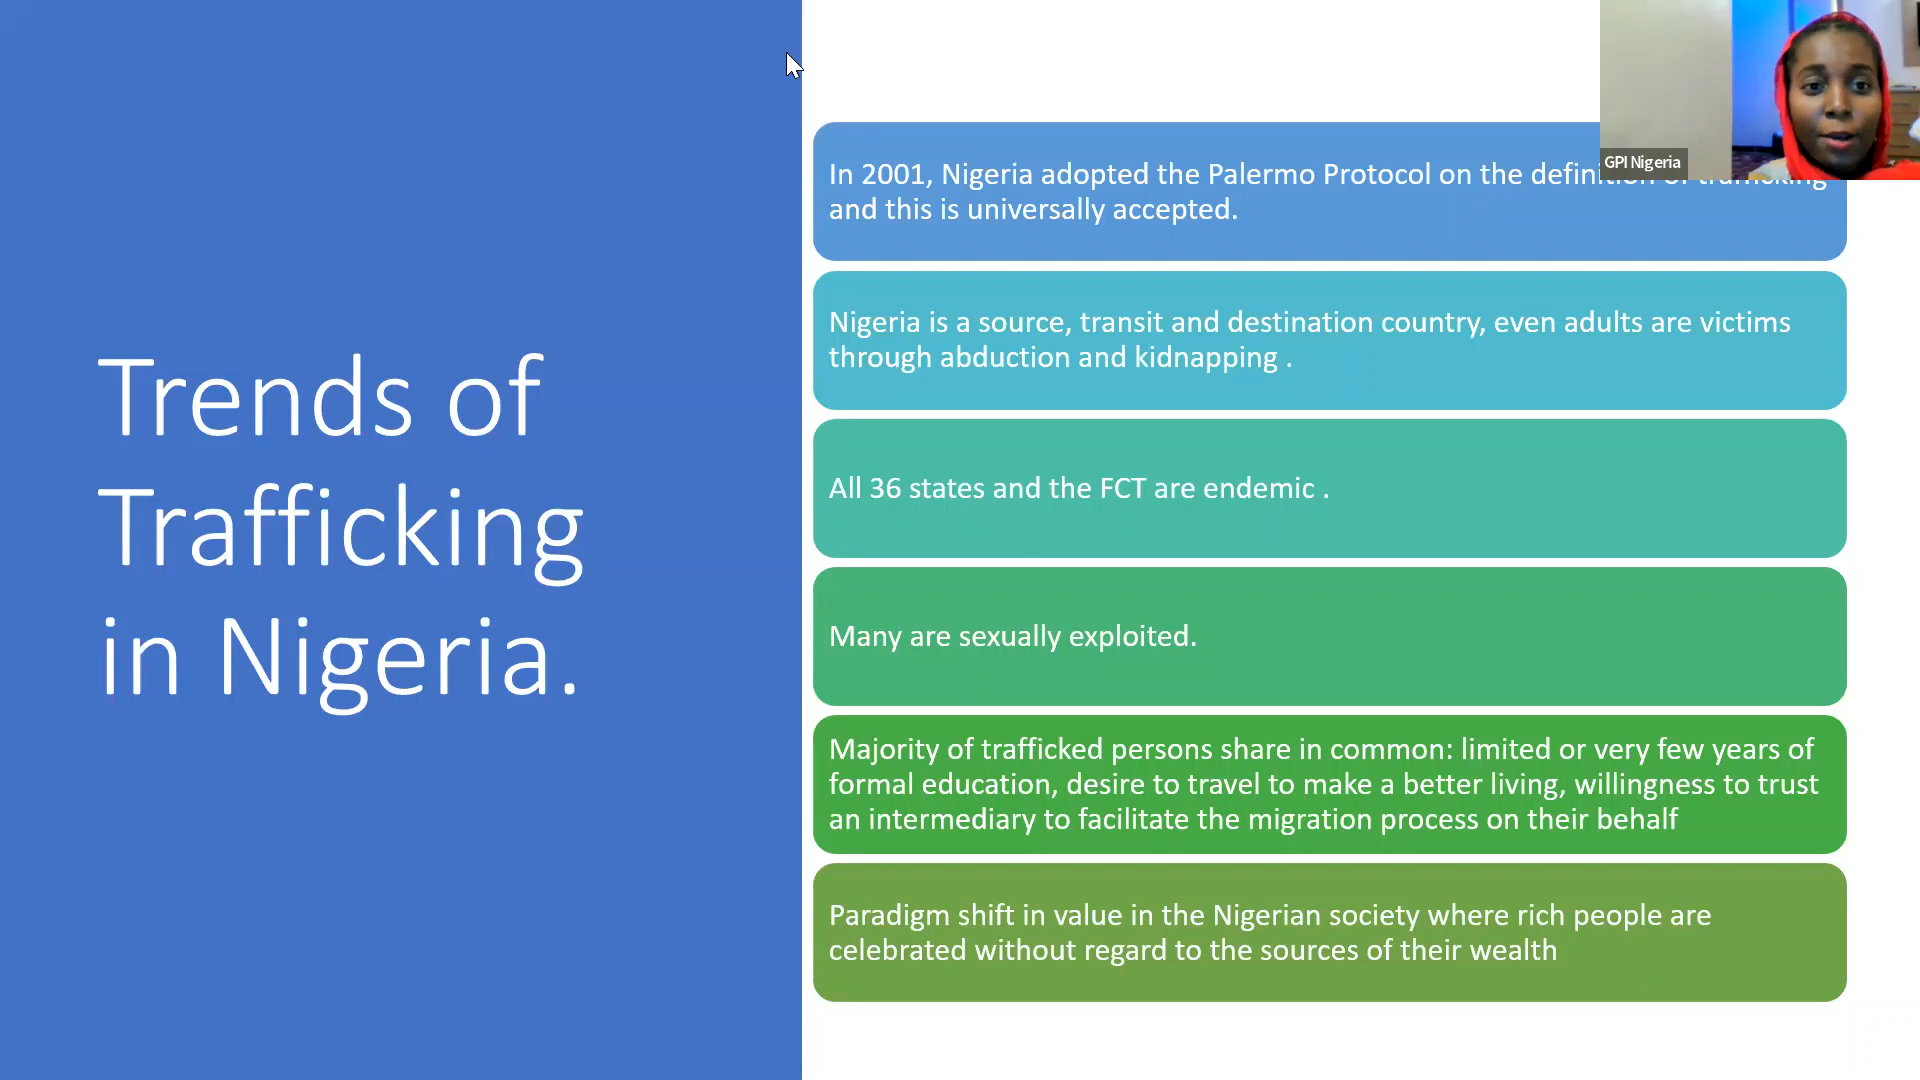 Trends of
Trafficking
in Nigeria.
GPI Nigeria
In 2001, Nigeria adopted the Palermo Protocol on the definition of trafficking
and this is universally accepted.
Nigeria is a source, transit and destination country, even adults are victims
through abduction and kidnapping .
All 36 states and the FCT are endemic .
Many are sexually exploited.
Majority of trafficked persons share in common: limited or very few years of
formal education, desire to travel to make a better living, willingness to trust
an intermediary to facilitate the migration process on their behalf
Paradigm shift in value in the Nigerian society where rich people are
celebrated without regard to the sources of their wealth